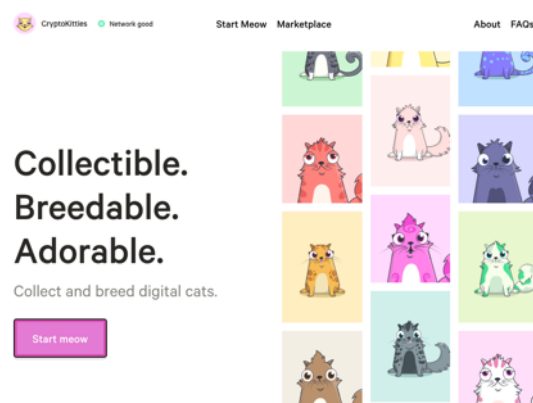 CryptoKitties
Network good
Start Meow
Marketplace
About
FAQs
Collectible.
Breedable.
Adorable.
Collect and breed digital cats.
Start meow